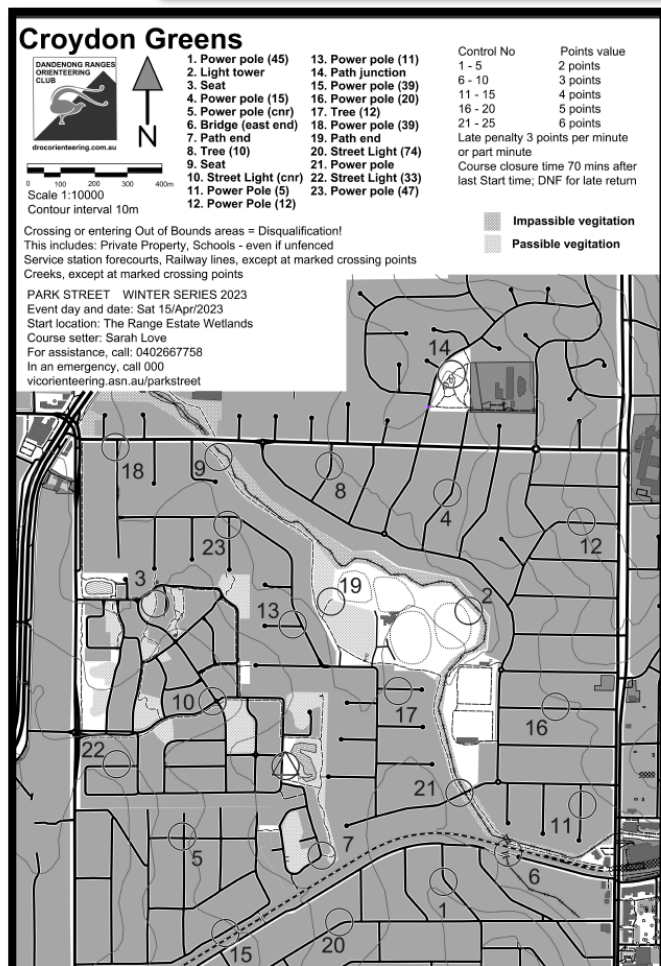 Croydon Greens
DANDENONG RANGES
ORIENTEERING
CLUB
drocorienteering.com.au
N
0 100 200 300 400m
Scale 1:10000
Contour interval 10m
1. Power pole (45)
2. Light tower
3. Seat
4. Power pole (15)
5. Power pole (cnr)
6. Bridge (east end)
7. Path end
8. Tree (10)
9. Seat
10. Street Light (cnr)
11. Power Pole (5)
12. Power Pole (12)
13. Power pole (11)
14. Path junction
15. Power pole (39)
16. Power pole (20)
17. Tree (12)
18. Power pole (39)
19. Path end
20. Street Light (74)
21. Power pole
22. Street Light (33)
23. Power pole (47)
Control No Points value
1 - 5 2 points
6 - 10 3 points
11 - 15 4 points
16 - 20 5 points
21 - 25 6 points
Late penalty 3 points per minute
or part minute
Course closure time 70 mins after
last Start time; DNF for late return
Impassible vegitation
Passible vegitation
Crossing or entering Out of Bounds areas = Disqualification!
This includes: Private Property, Schools - even if unfenced
Service station forecourts, Railway lines, except at marked crossing points
Creeks, except at marked crossing points
PARK STREET WINTER SERIES 2023
Event day and date: Sat 15/Apr/2023
Start location: The Range Estate Wetlands
Course setter: Sarah Love
For assistance, call: 0402667758
In an emergency, call 000
vicorienteering.asn.au/parkstreet
14
18
9
8
4
12
23
3
19
2
13
10
17
16
22
21
11
5
7
6
1
15
20